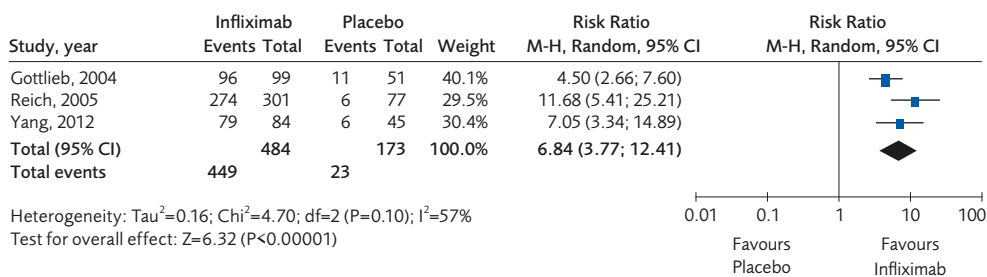 Infliximab Placebo Risk Ratio Risk Ratio
Study, year Events Total Events Total Weight M-H, Random, 95% CI M-H, Random, 95% CI
Gottlieb, 2004 96 99 11 51 40.1% 4.50 (2.66; 7.60)
Reich, 2005 274 301 6 77 29.5% 11.68 (5.41; 25.21)
Yang, 2012 79 84 6 45 30.4% 7.05 (3.34; 14.89)
Total (95% CI) 484 173 100.0% 6.84 (3.77; 12.41)
Total events 449 23
Heterogeneity: Tau²=0.16; Chi²=4.70; df=2 (P=0.10); I²=57%
Test for overall effect: Z=6.32 (P<0.00001)
0.01 0.1 1 10 100
Favours Favours
Placebo Infliximab